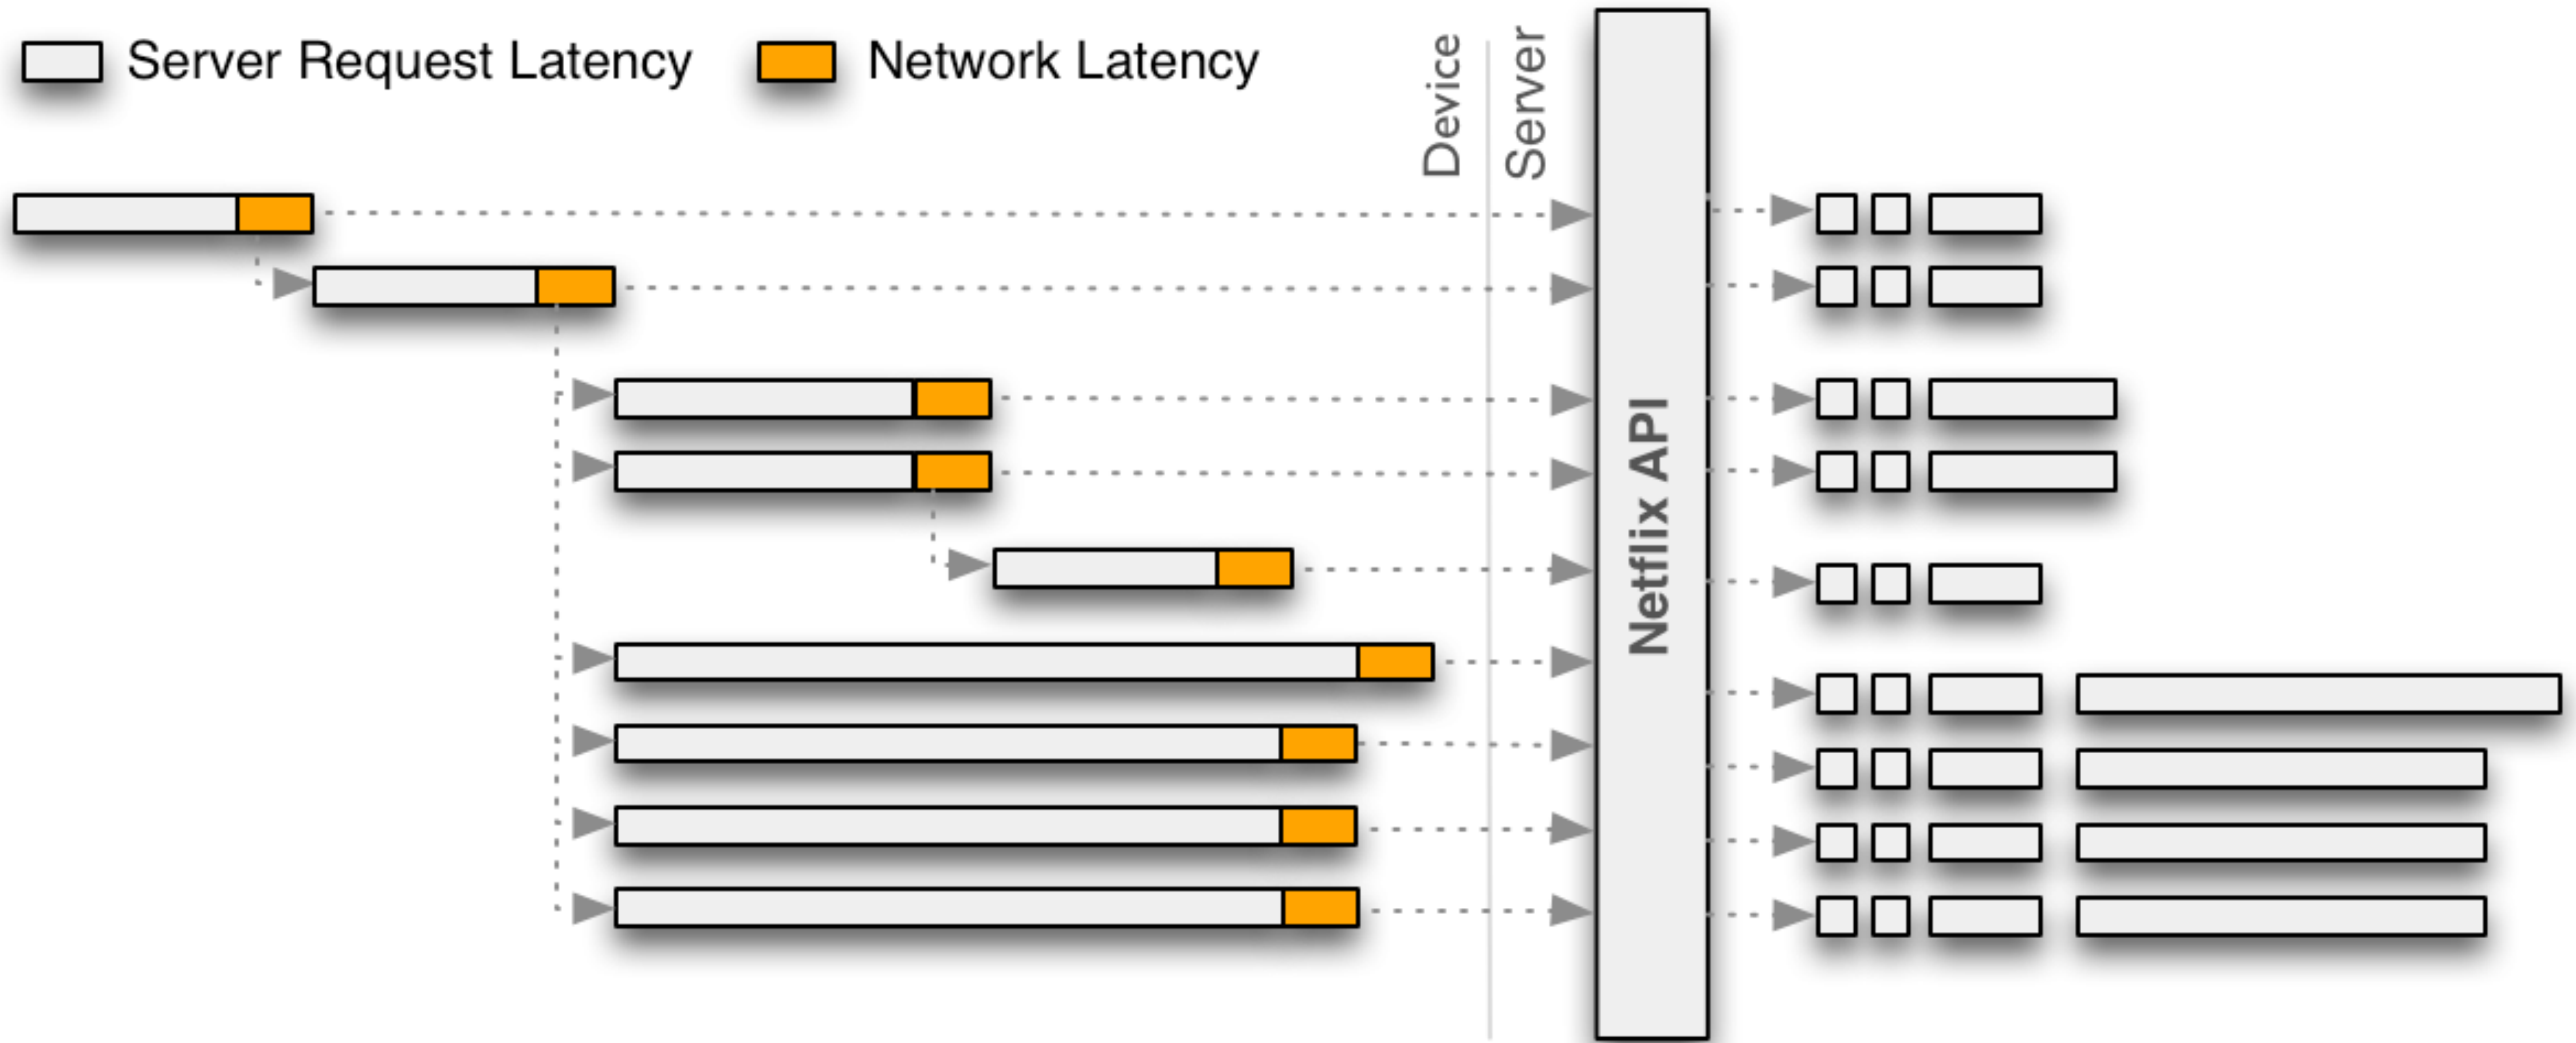 Server Request Latency
Network Latency
Device
Server
Netflix API